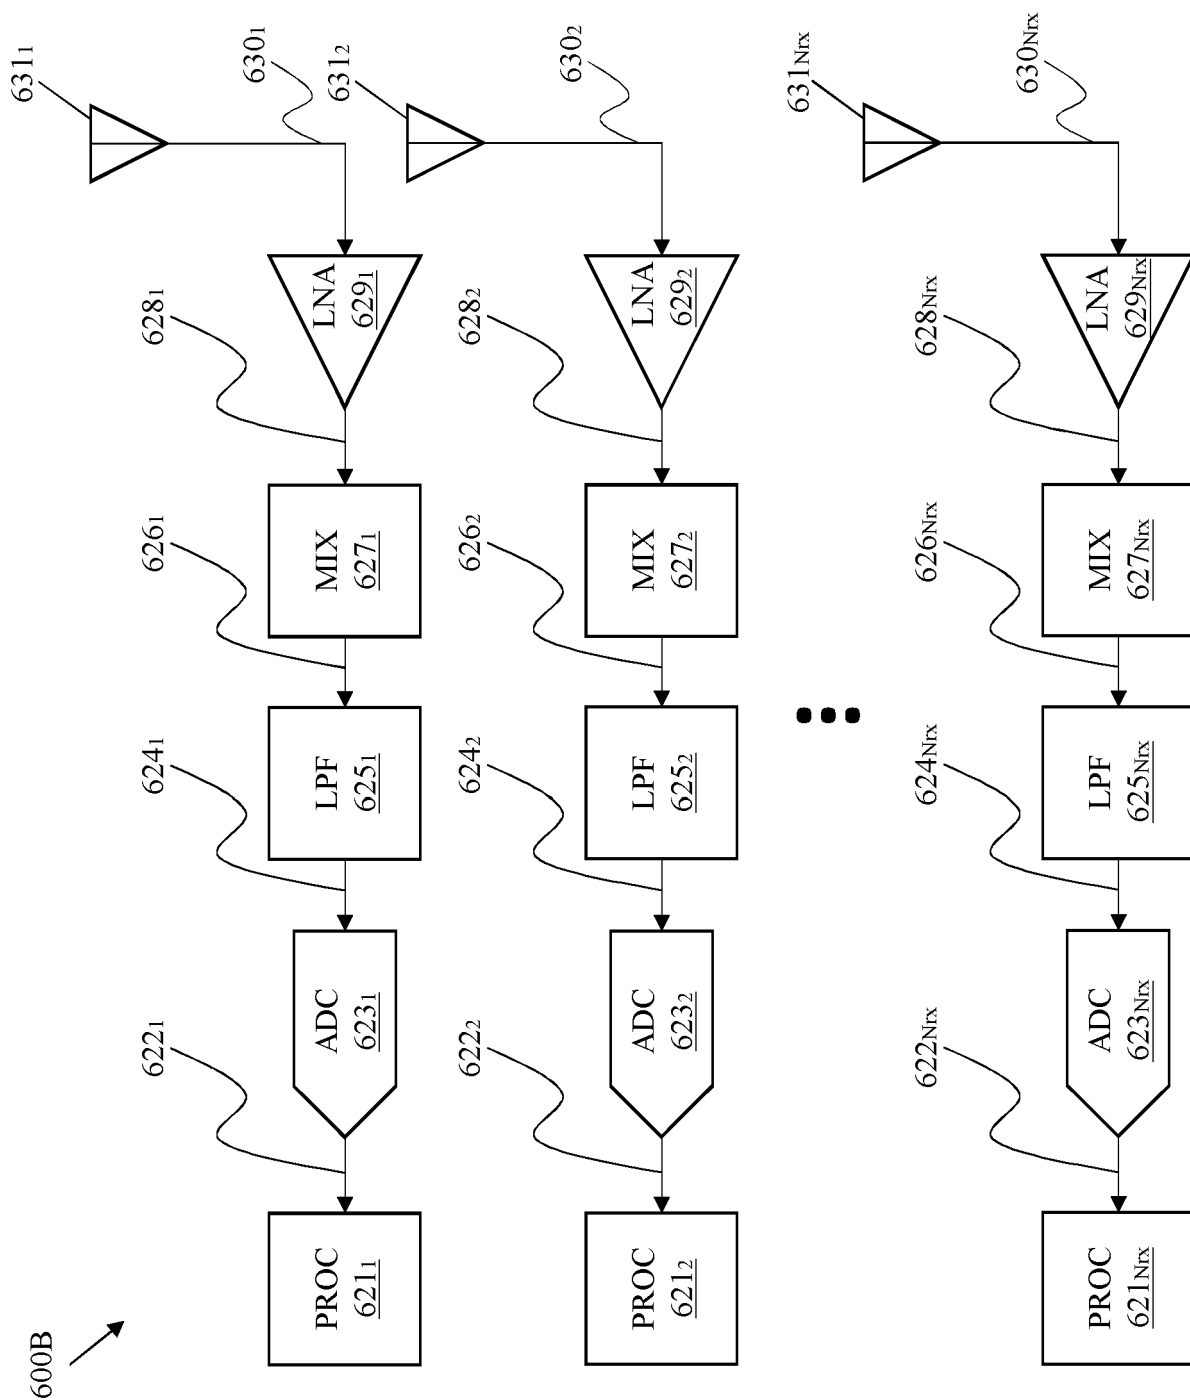 600B
PROC
621₁
622₁
ADC
623₁
624₁
LPF
625₁
626₁
MIX
627₁
628₁
LNA
629₁
630₁
631₁
PROC
621₂
622₂
ADC
623₂
624₂
LPF
625₂
626₂
MIX
627₂
628₂
LNA
629₂
630₂
631₂
PROC
621Nrx
622Nrx
ADC
623Nrx
624Nrx
LPF
625Nrx
626Nrx
MIX
627Nrx
628Nrx
LNA
629Nrx
630Nrx
631Nrx